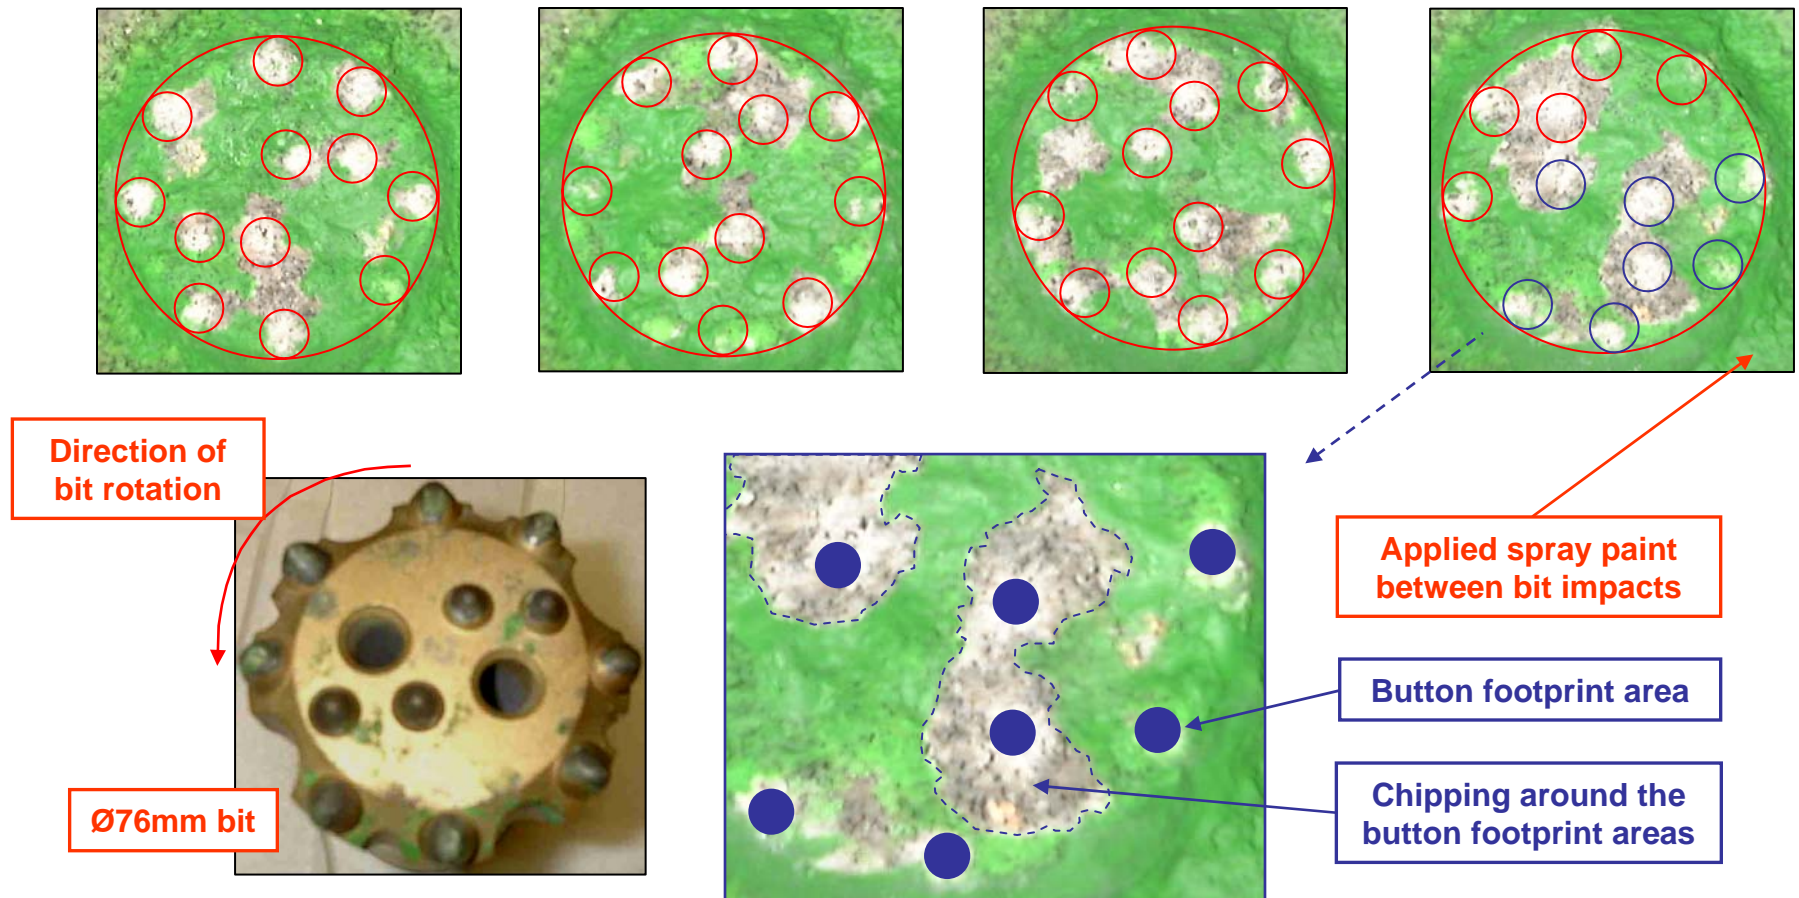 Direction of
bit rotation
Ø76mm bit
Applied spray paint
between bit impacts
Button footprint area
Chipping around the
button footprint areas